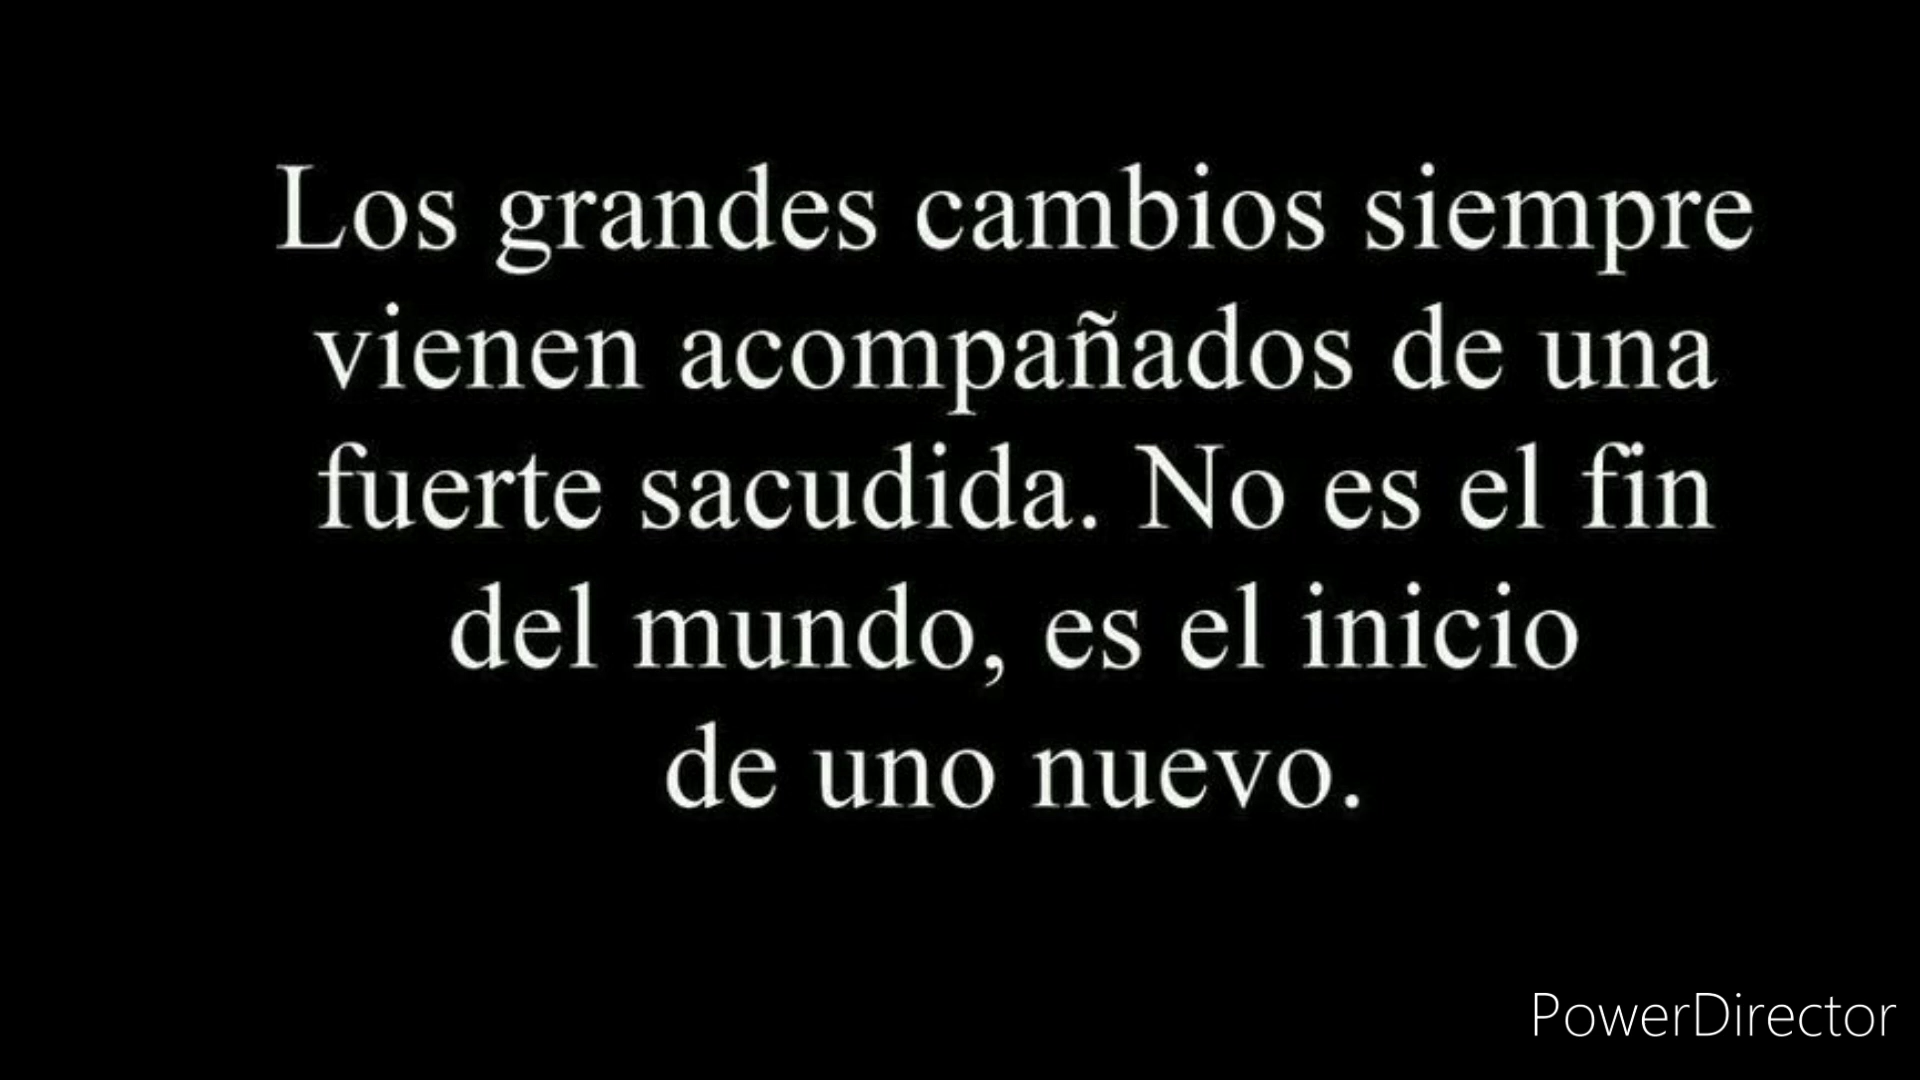 Los grandes cambios siempre
vienen acompañados de una
fuerte sacudida. No es el fin
del mundo, es el inicio
de uno nuevo.
PowerDirector